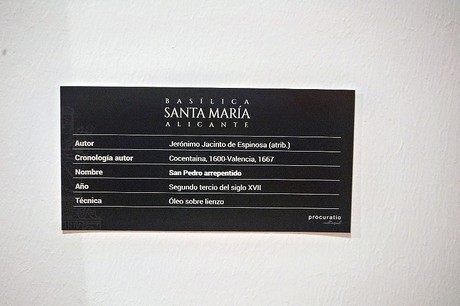 BASÍLICA
SANTA MARÍA
ALICANTE
Autor Jerónimo Jacinto de Espinosa (atrib.)
Cronología autor Cocentaina, 1600-Valencia, 1667
Nombre San Pedro arrepentido
Año Segundo tercio del siglo XVII
Técnica Óleo sobre lienzo
procuratio